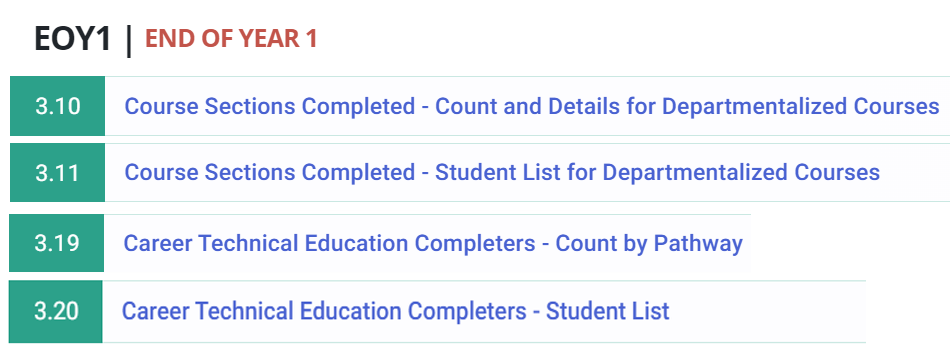 EOY1 | END OF YEAR 1
3.10 Course Sections Completed - Count and Details for Departmentalized Courses
3.11 Course Sections Completed - Student List for Departmentalized Courses
3.19 Career Technical Education Completers - Count by Pathway
3.20 Career Technical Education Completers - Student List